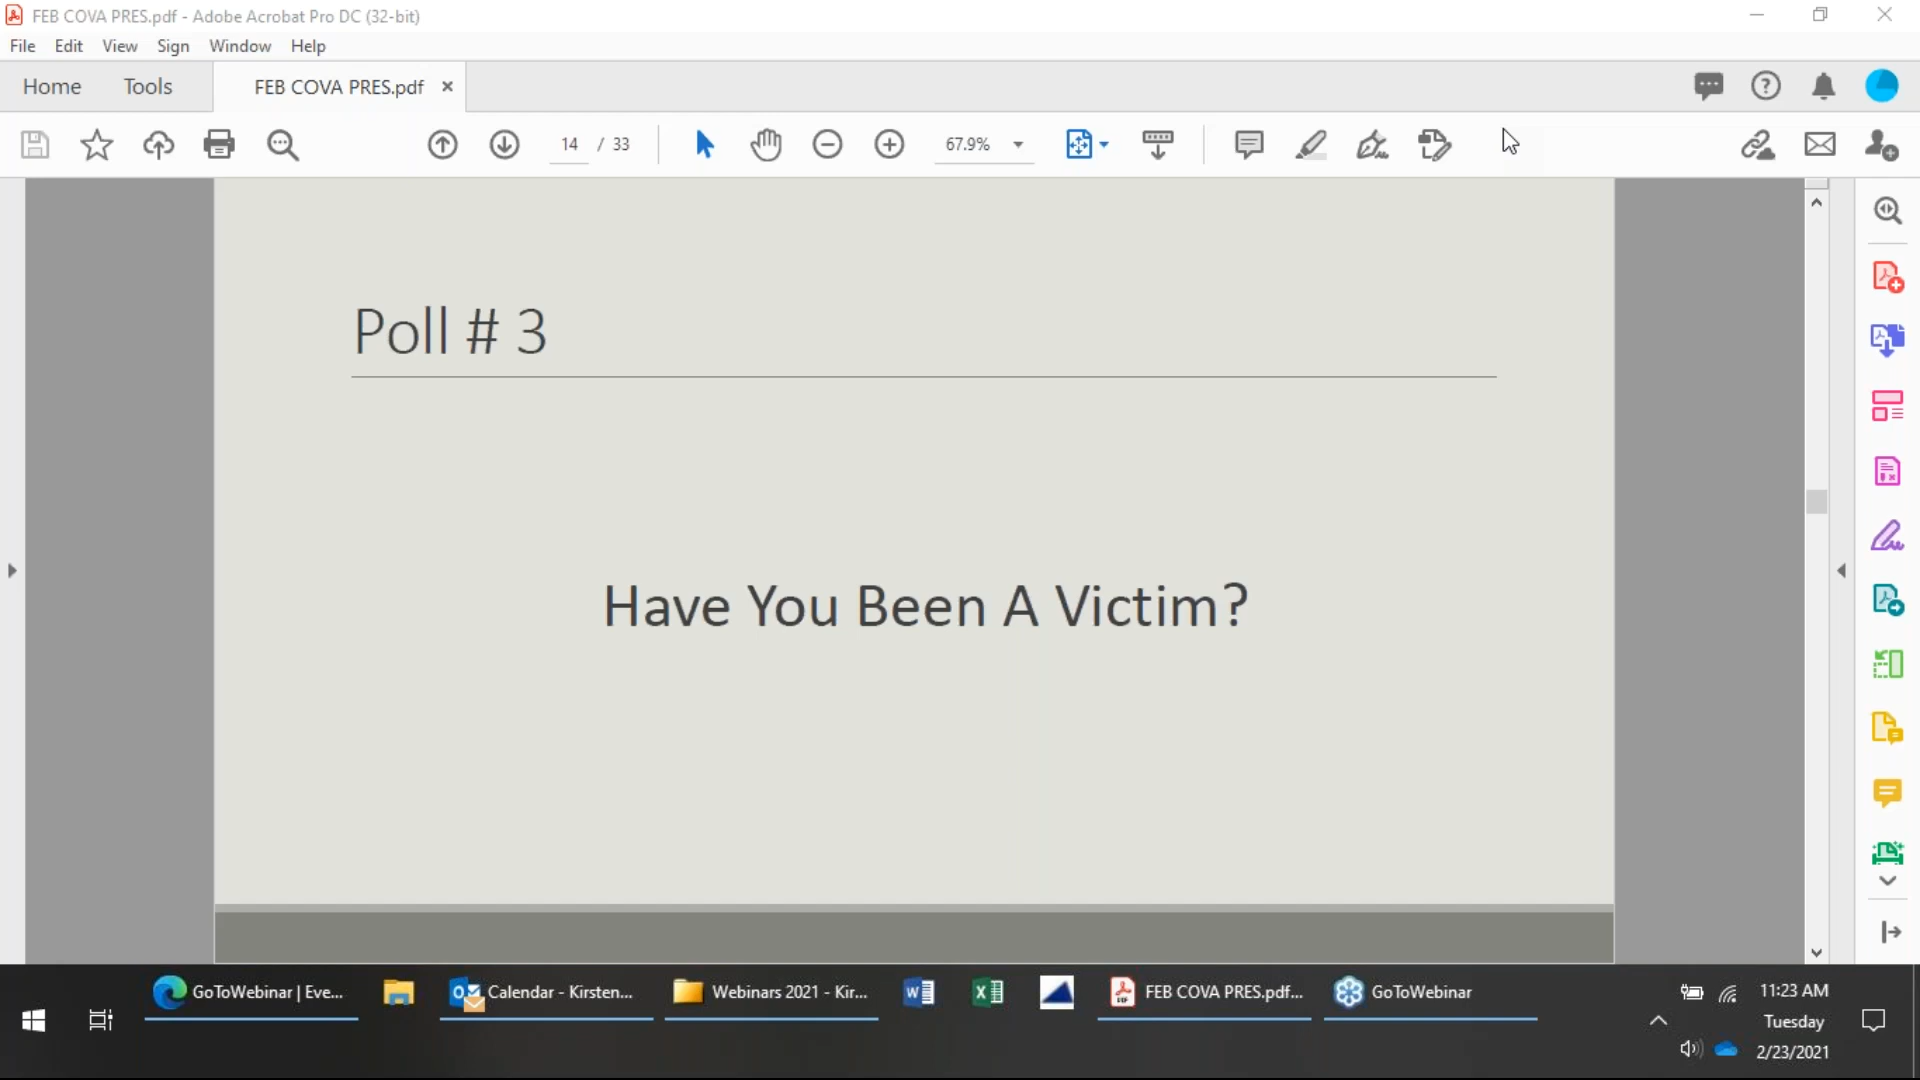 FEB COVA PRES.pdf - Adobe Acrobat Pro DC (32-bit)
File Edit View Sign Window Help
Home Tools FEB COVA PRES.pdf ×
14 / 33 67.9%
Poll # 3
Have You Been A Victim?
GoToWebinar | Eve... Calendar - Kirsten... Webinars 2021 - Kir... FEB COVA PRES.pdf... GoToWebinar
11:23 AM
Tuesday
2/23/2021